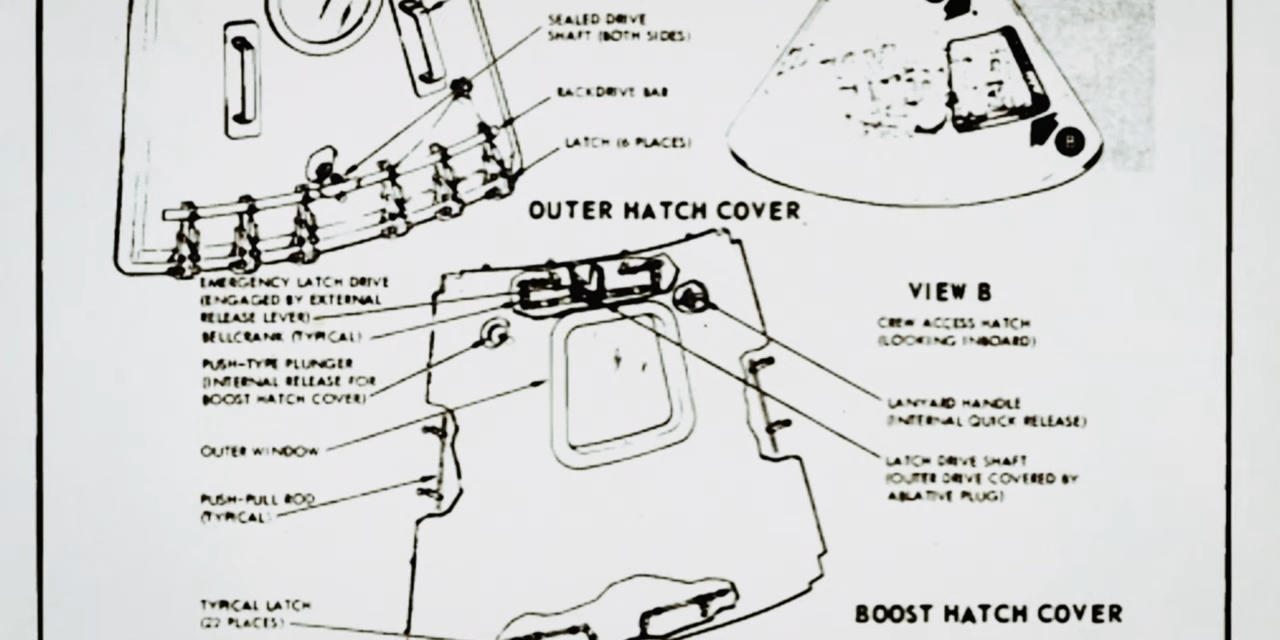 SEALED DRIVE
SHAFT (BOTH SIDES)
BACKDRIVE BAR
LATCH (6 PLACES)
B
OUTER HATCH COVER
EMERGENCY LATCH DRIVE
(ENGAGED BY EXTERNAL
RELEASE LEVER)
BELLCRANK (TYPICAL)
PUSH-TYPE PLUNGER
(INTERNAL RELEASE FOR
BOOST HATCH COVER)
OUTER WINDOW
PUSH-PULL ROD
(TYPICAL)
TYPICAL LATCH
(22 PLACES)
VIEW B
CREW ACCESS HATCH
(LOOKING INBOARD)
LANYARD HANDLE
(INTERNAL QUICK RELEASE)
LATCH DRIVE SHAFT
(OUTER DRIVE COVERED BY
ABLATIVE PLUG)
BOOST HATCH COVER